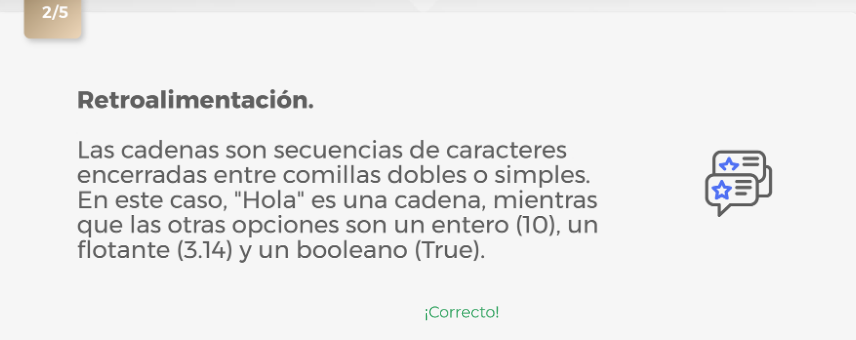 2/5
Retroalimentación.
Las cadenas son secuencias de caracteres
encerradas entre comillas dobles o simples.
En este caso, "Hola" es una cadena, mientras
que las otras opciones son un entero (10), un
flotante (3.14) y un booleano (True).
¡Correcto!